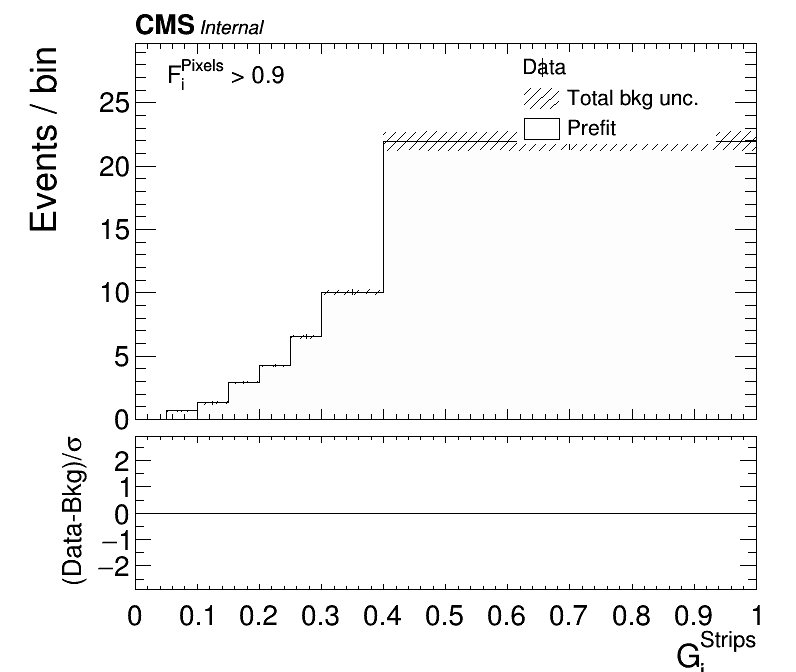 CMS Internal
F_i^Pixels > 0.9
Data
Total bkg unc.
Prefit
Events / bin
25
20
15
10
5
0
(Data-Bkg)/σ
2
1
0
−1
−2
0 0.1 0.2 0.3 0.4 0.5 0.6 0.7 0.8 0.9 1
G_i^Strips